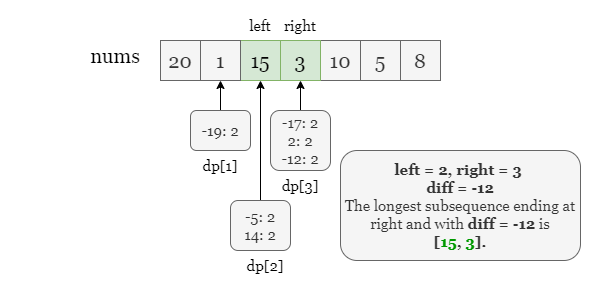 left right
nums 20 1 15 3 10 5 8
-19: 2
dp[1]
-17: 2
2: 2
-12: 2
dp[3]
-5: 2
14: 2
dp[2]
left = 2, right = 3
diff = -12
The longest subsequence ending at
right and with diff = -12 is
[15, 3].